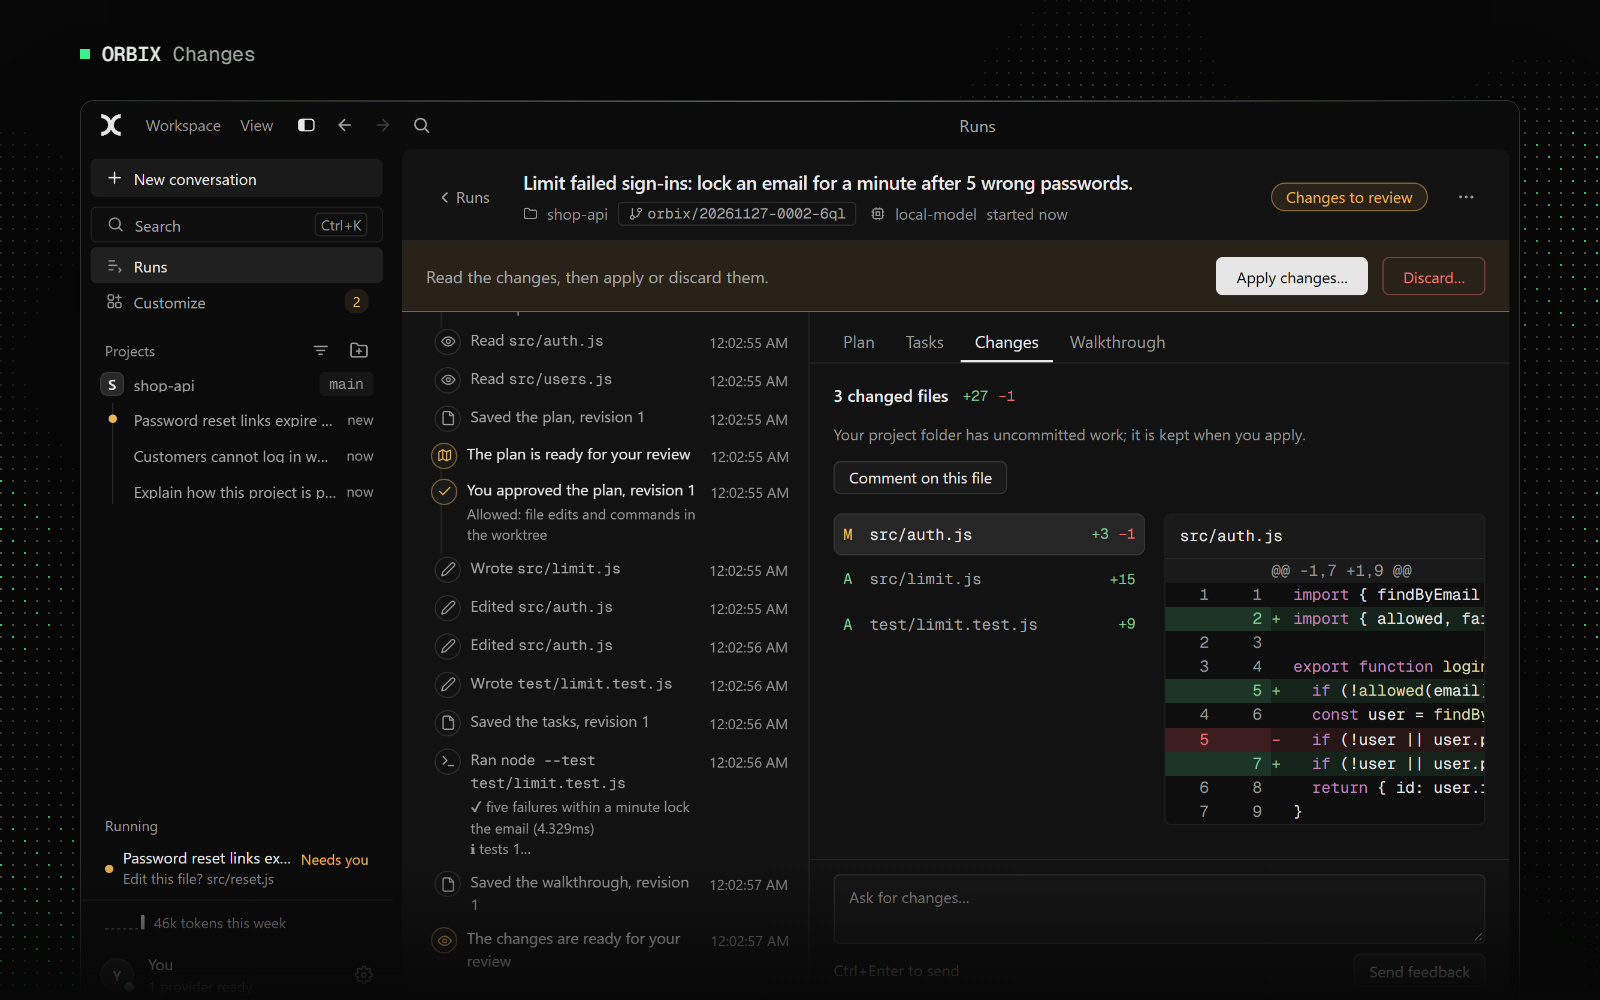 ORBIX Changes
Workspace View
Runs
New conversation
Search Ctrl+K
Runs
Customize 2
Projects
S shop-api main
Password reset links expire ... new
Customers cannot log in w... now
Explain how this project is p... now
Running
Password reset links ex... Needs you
Edit this file? src/reset.js
46k tokens this week
Y You
1 provider ready
Runs
Limit failed sign-ins: lock an email for a minute after 5 wrong passwords.
shop-api orbix/20261127-0002-6ql local-model started now
Changes to review
Read the changes, then apply or discard them.
Apply changes... Discard...
Read src/auth.js 12:02:55 AM
Read src/users.js 12:02:55 AM
Saved the plan, revision 1 12:02:55 AM
The plan is ready for your review 12:02:55 AM
You approved the plan, revision 1 12:02:55 AM
Allowed: file edits and commands in
the worktree
Wrote src/limit.js 12:02:55 AM
Edited src/auth.js 12:02:55 AM
Edited src/auth.js 12:02:56 AM
Wrote test/limit.test.js 12:02:56 AM
Saved the tasks, revision 1 12:02:56 AM
Ran node --test 12:02:56 AM
test/limit.test.js
✓ five failures within a minute lock
the email (4.329ms)
ℹ tests 1...
Saved the walkthrough, revision 12:02:57 AM
1
The changes are ready for your 12:02:57 AM
review
Plan Tasks Changes Walkthrough
3 changed files +27 −1
Your project folder has uncommitted work; it is kept when you apply.
Comment on this file
M src/auth.js +3 −1
A src/limit.js +15
A test/limit.test.js +9
src/auth.js
@@ -1,7 +1,9 @@
1 1 import { findByEmail
2 + import { allowed, fai
2 3
3 4 export function login
5 + if (!allowed(email)
4 6 const user = findBy
5 − if (!user || user.p
7 + if (!user || user.p
6 8 return { id: user.i
7 9 }
Ask for changes...
Ctrl+Enter to send Send feedback